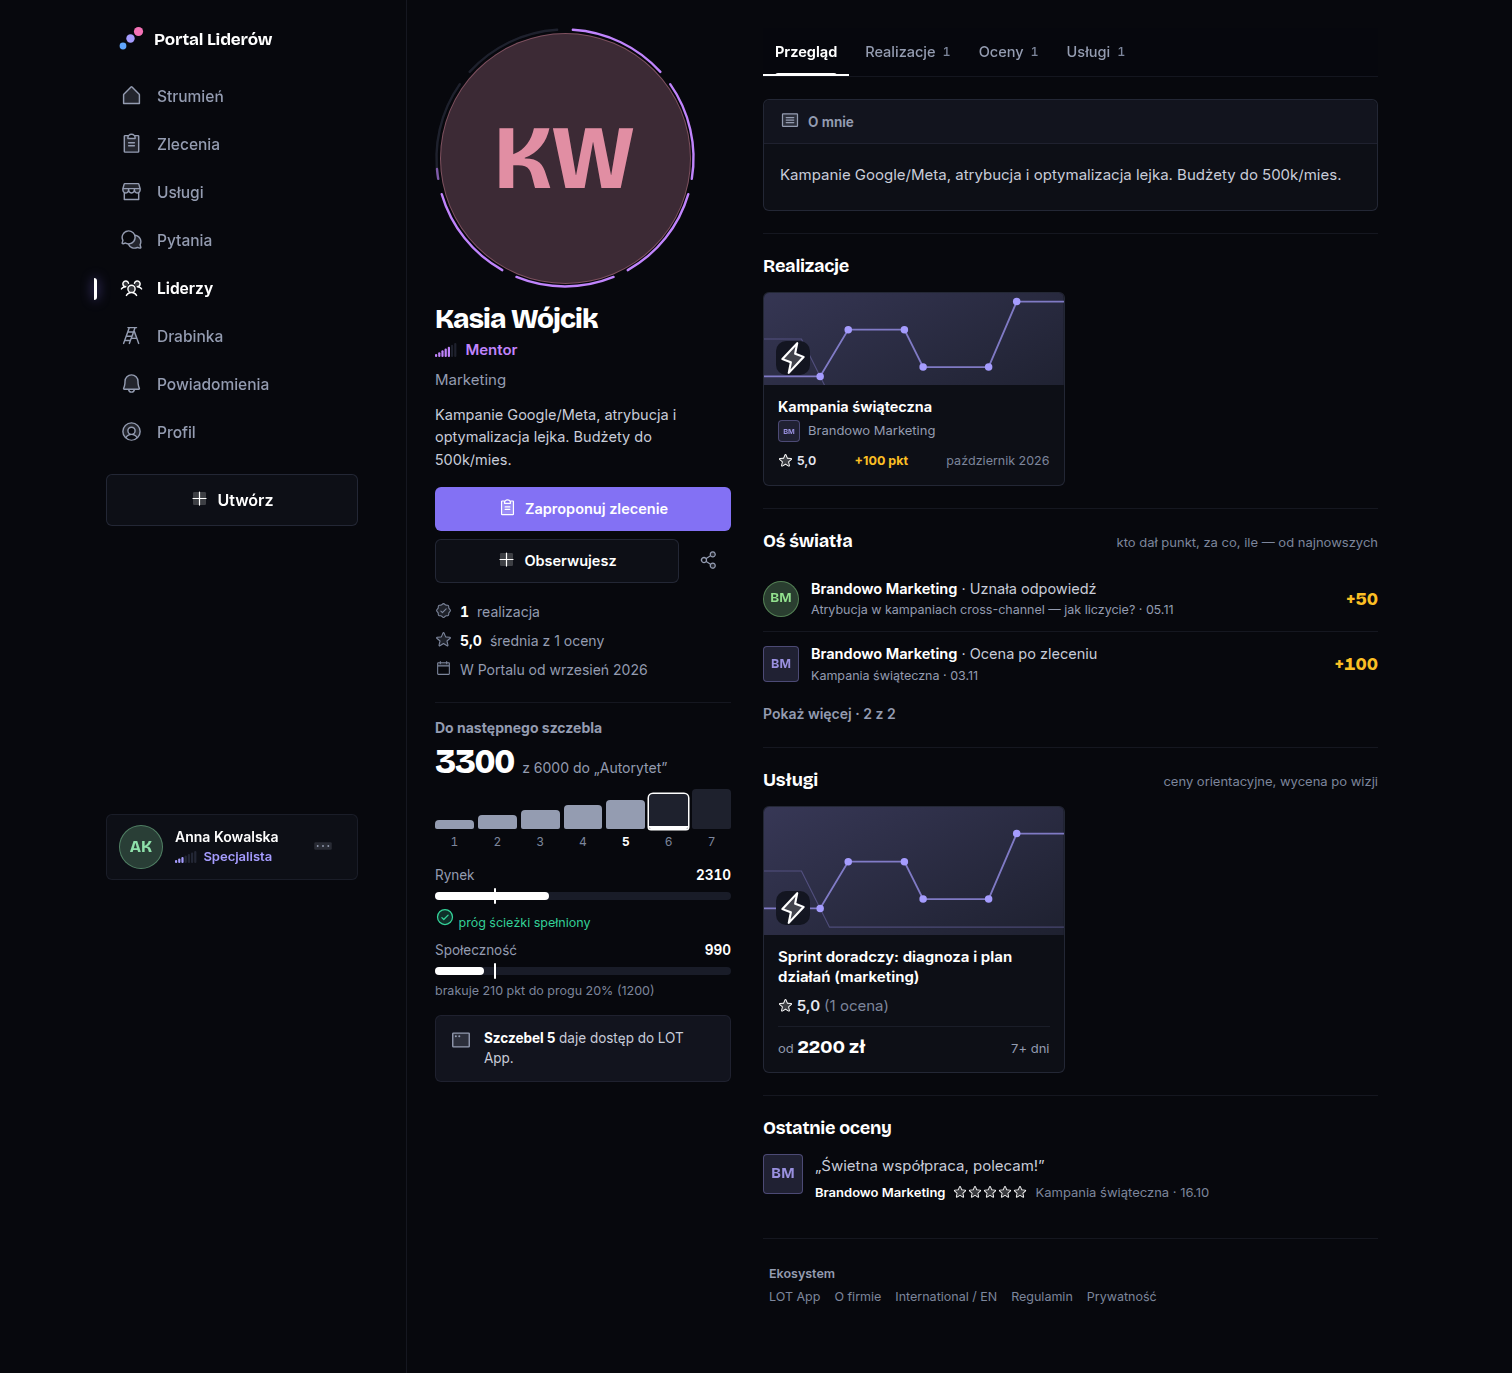 Portal Liderów
Strumień
Zlecenia
Usługi
Pytania
Liderzy
Drabinka
Powiadomienia
Profil
Utwórz
AK
Anna Kowalska
Specjalista
KW
Kasia Wójcik
Mentor
Marketing
Kampanie Google/Meta, atrybucja i
optymalizacja lejka. Budżety do
500k/mies.
Zaproponuj zlecenie
Obserwujesz
1 realizacja
5,0 średnia z 1 oceny
W Portalu od wrzesień 2026
Do następnego szczebla
3300 z 6000 do „Autorytet”
1 2 3 4 5 6 7
Rynek 2310
próg ścieżki spełniony
Społeczność 990
brakuje 210 pkt do progu 20% (1200)
Szczebel 5 daje dostęp do LOT
App.
Przegląd Realizacje 1 Oceny 1 Usługi 1
O mnie
Kampanie Google/Meta, atrybucja i optymalizacja lejka. Budżety do 500k/mies.
Realizacje
Kampania świąteczna
BM Brandowo Marketing
5,0 +100 pkt październik 2026
Oś światła kto dał punkt, za co, ile — od najnowszych
BM
Brandowo Marketing · Uznała odpowiedź
Atrybucja w kampaniach cross-channel — jak liczycie? · 05.11
+50
BM
Brandowo Marketing · Ocena po zleceniu
Kampania świąteczna · 03.11
+100
Pokaż więcej · 2 z 2
Usługi ceny orientacyjne, wycena po wizji
Sprint doradczy: diagnoza i plan
działań (marketing)
5,0 (1 ocena)
od 2200 zł 7+ dni
Ostatnie oceny
BM
„Świetna współpraca, polecam!”
Brandowo Marketing Kampania świąteczna · 16.10
Ekosystem
LOT App O firmie International / EN Regulamin Prywatność